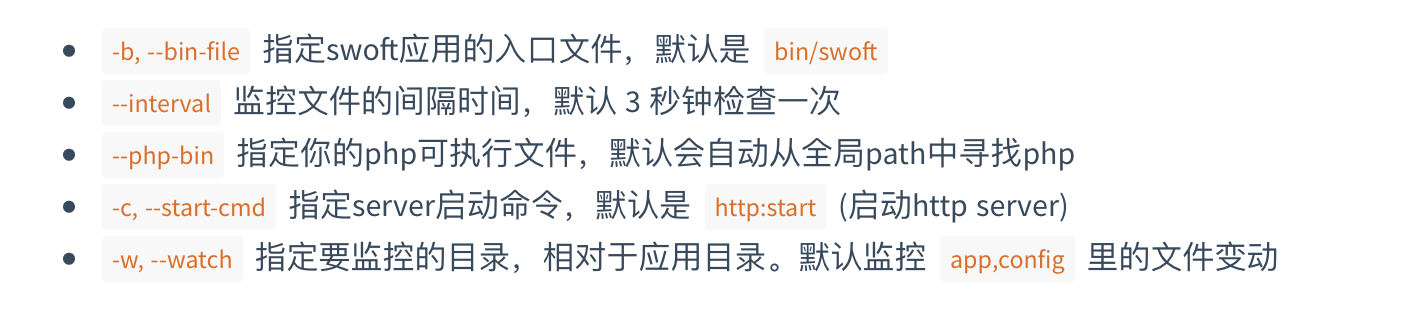 -b, --bin-file 指定swoft应用的入口文件，默认是 bin/swoft
--interval 监控文件的间隔时间，默认 3 秒钟检查一次
--php-bin 指定你的php可执行文件，默认会自动从全局path中寻找php
-c, --start-cmd 指定server启动命令，默认是 http:start (启动http server)
-w, --watch 指定要监控的目录，相对于应用目录。默认监控 app,config 里的文件变动